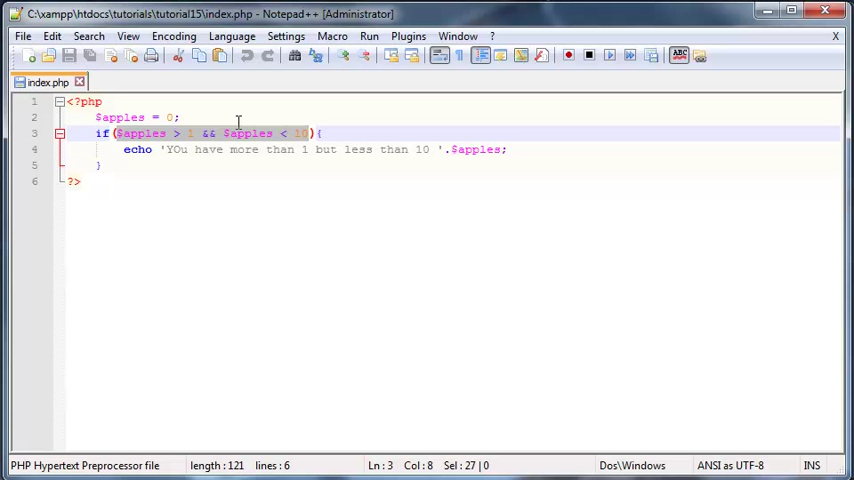 C:\xampp\htdocs\tutorials\tutorial15\index.php - Notepad++ [Administrator]
File Edit Search View Encoding Language Settings Macro Run Plugins Window ? X
ABC
index.php
1 <?php
2 $apples = 0;
3 if($apples > 1 && $apples < 10){
4 echo 'YOu have more than 1 but less than 10 '.$apples;
5 }
6 ?>
PHP Hypertext Preprocessor file length : 121 lines : 6 Ln : 3 Col : 8 Sel : 27 | 0 Dos\Windows ANSI as UTF-8 INS